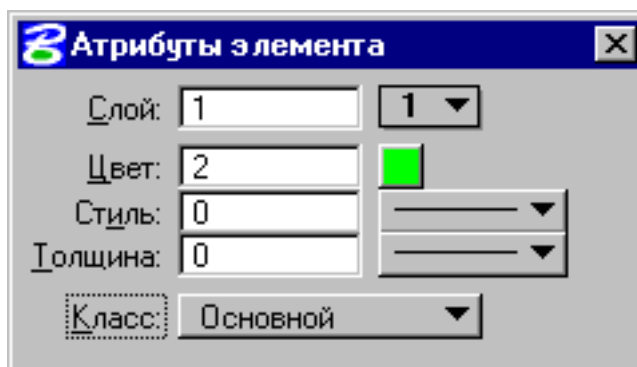 Атрибуты элемента
Слой: 1 1
Цвет: 2
Стиль: 0
Толщина: 0
Класс: Основной